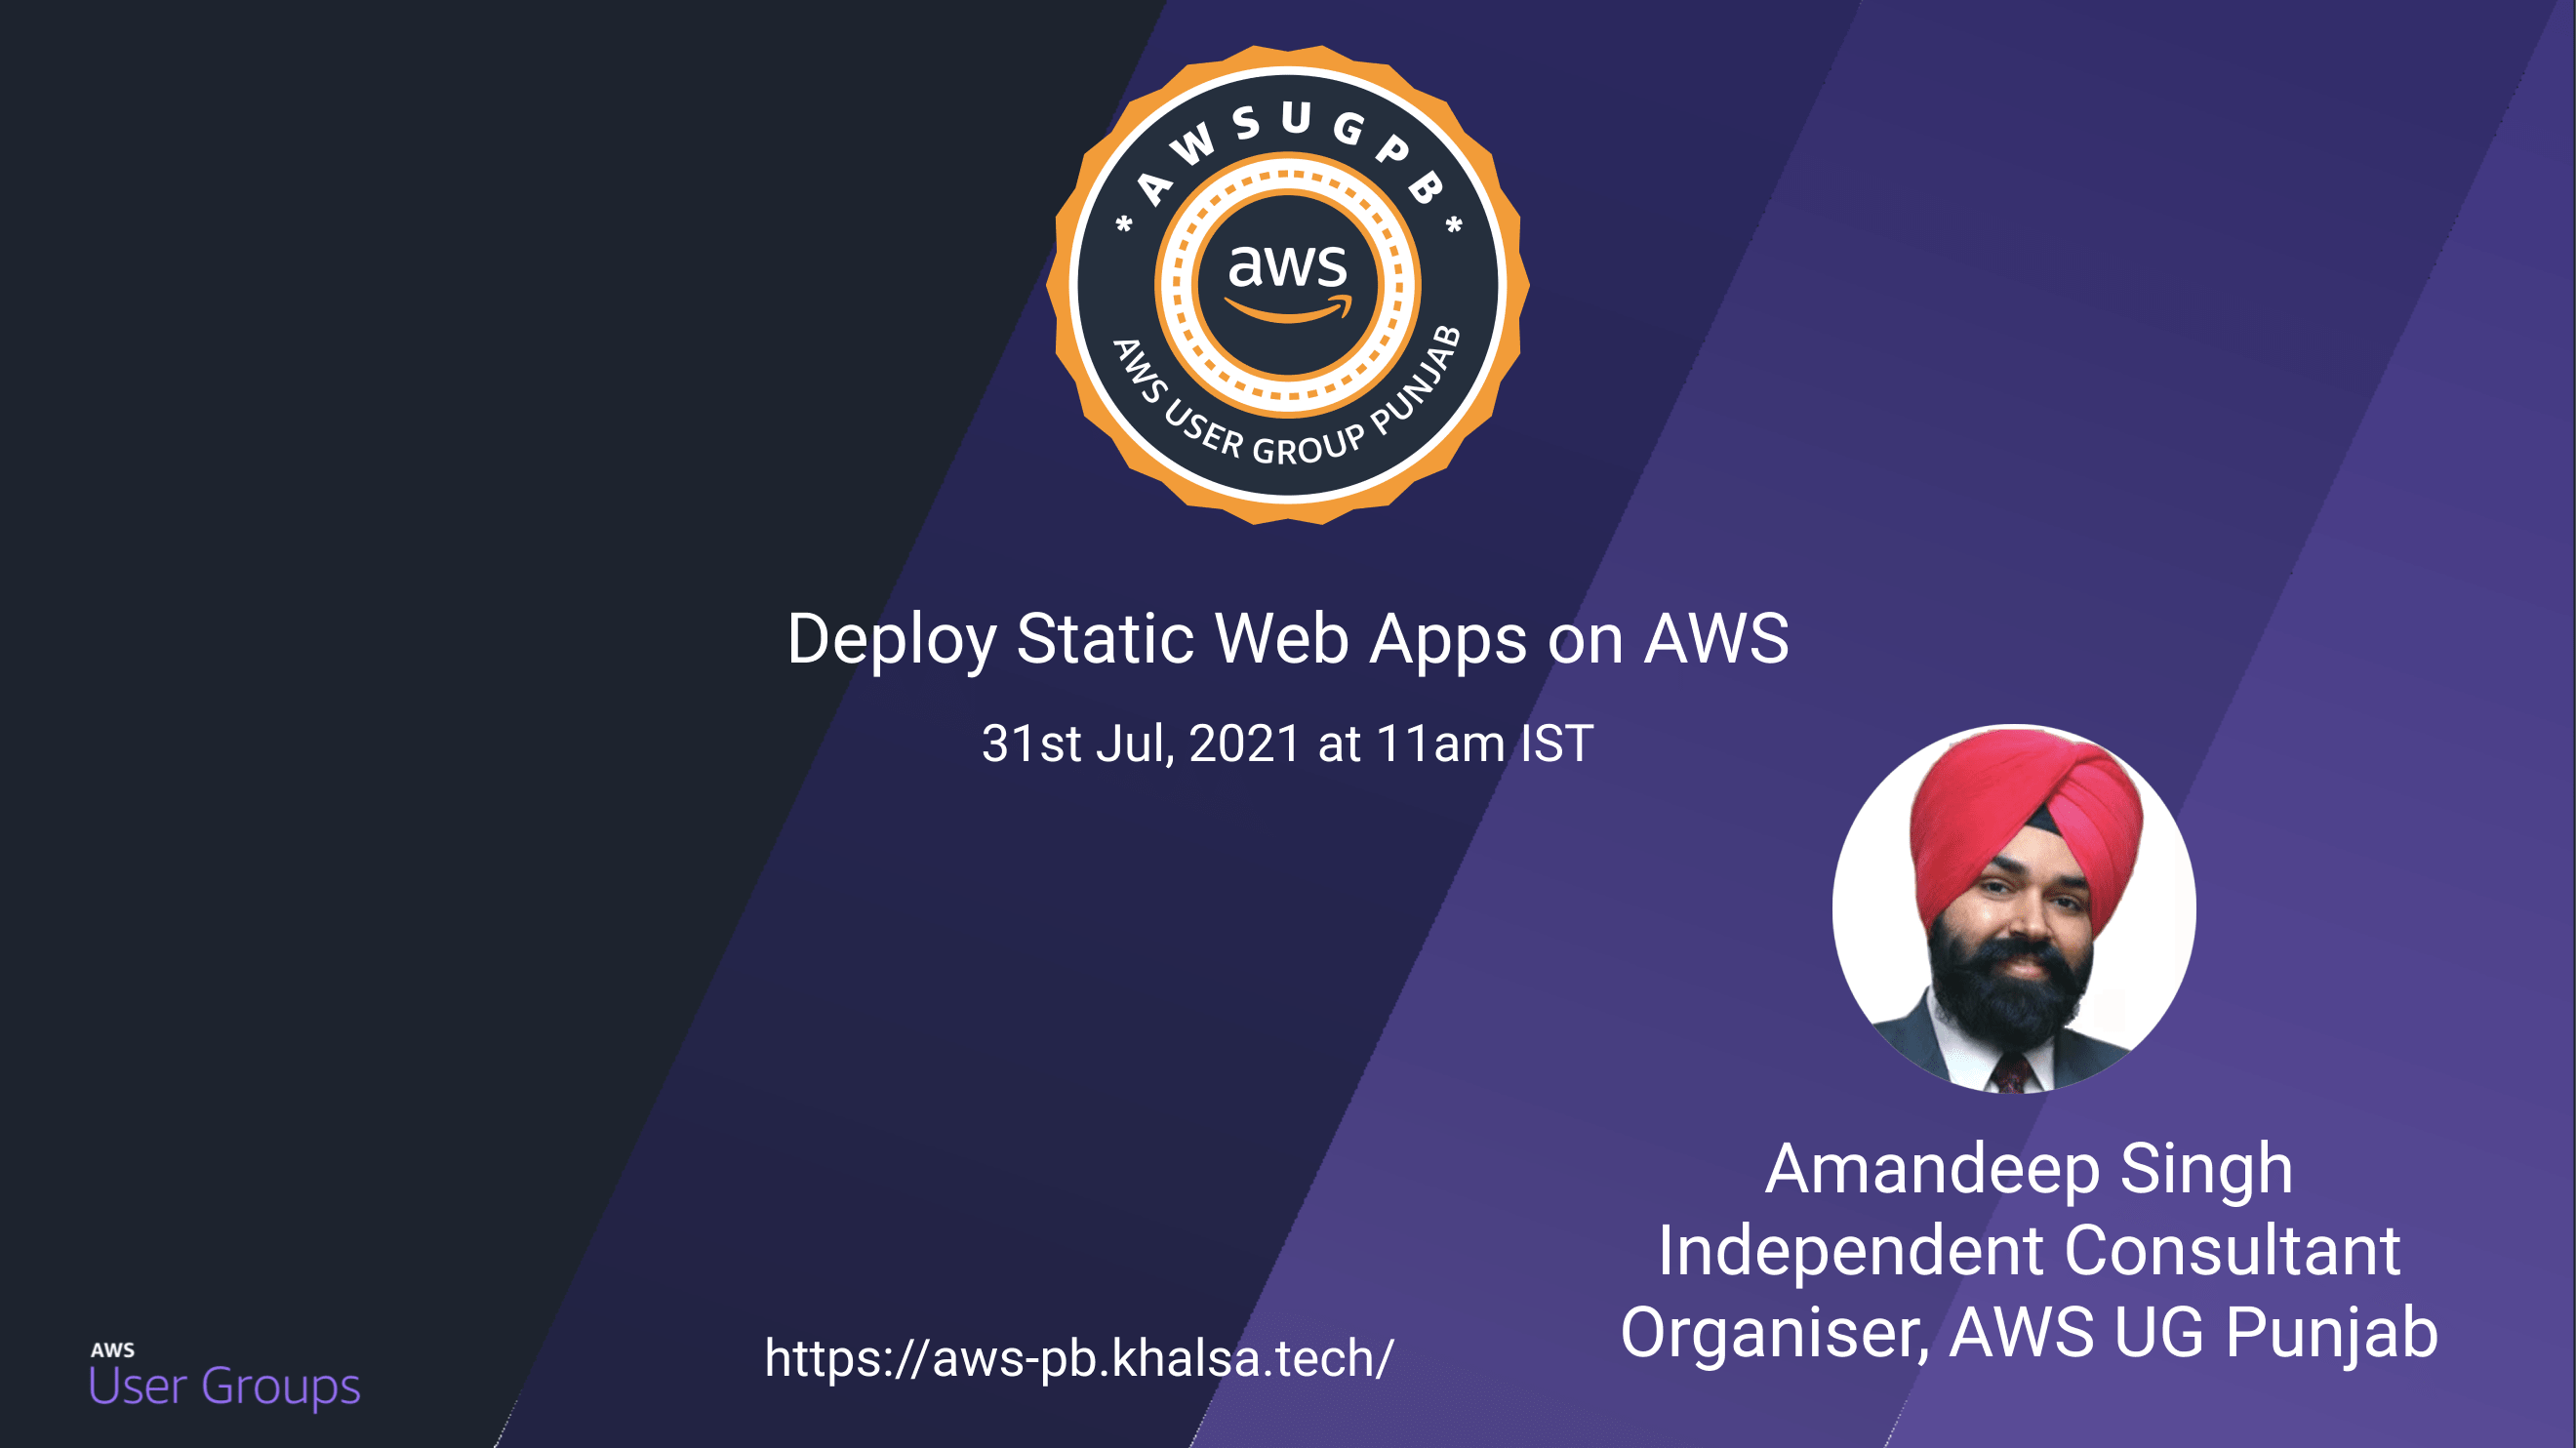 * AWSUGPB *
aws
AWS USER GROUP PUNJAB
Deploy Static Web Apps on AWS
31st Jul, 2021 at 11am IST
Amandeep Singh
Independent Consultant
Organiser, AWS UG Punjab
https://aws-pb.khalsa.tech/
AWS
User Groups